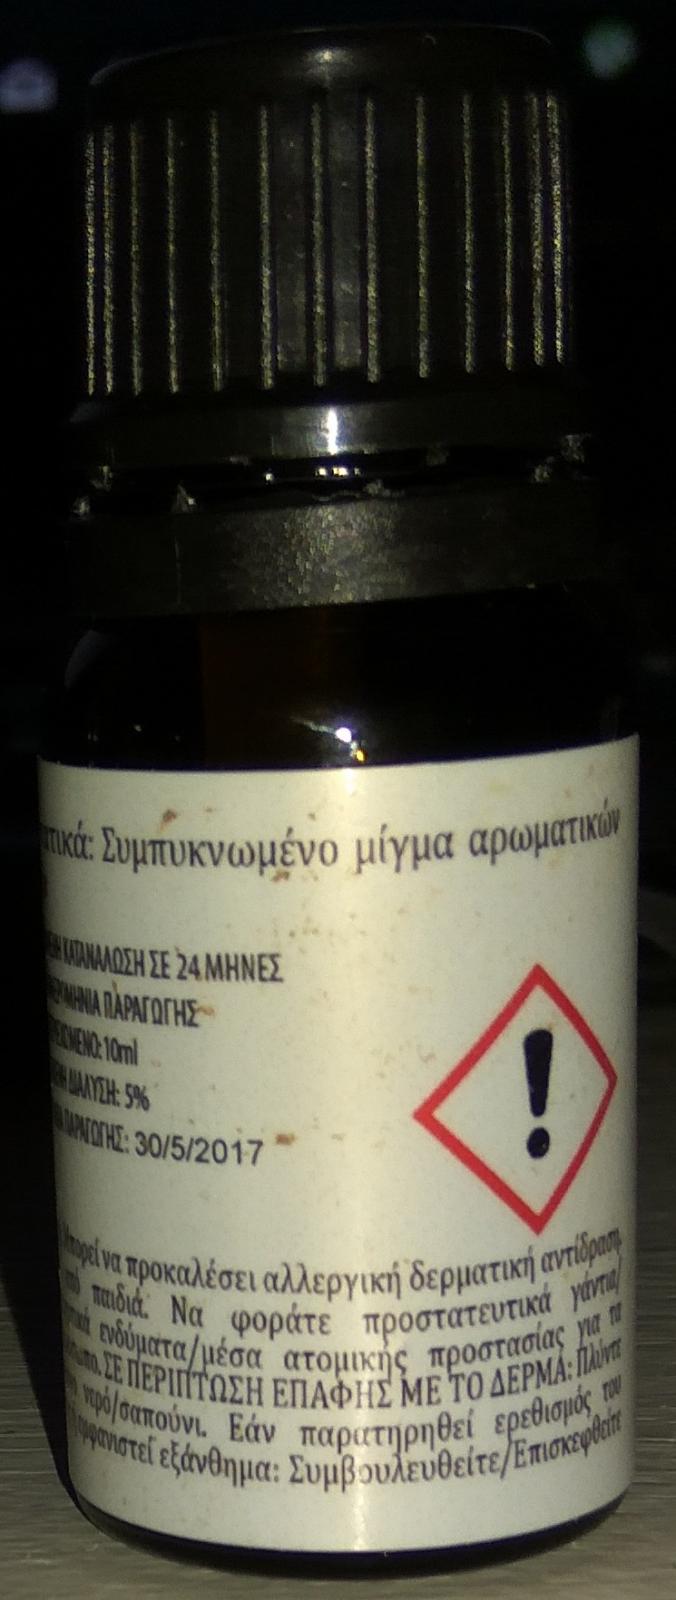 Συμπυκνωμένο μίγμα αρωματικών
ΚΑΤΑΝΑΛΩΣΗ ΣΕ 24 ΜΗΝΕΣ
ΠΑΡΑΓΩΓΗΣ
10ml
ΔΙΑΛΥΣΗ: 5%
ΠΑΡΑΓΩΓΗΣ: 30/5/2017
Μπορεί να προκαλέσει αλλεργική δερματική αντίδραση.
παιδιά. Να φοράτε προστατευτικά γάντια/
ενδύματα/μέσα ατομικής προστασίας για τα
ΣΕ ΠΕΡΙΠΤΩΣΗ ΕΠΑΦΗΣ ΜΕ ΤΟ ΔΕΡΜΑ: Πλύντε
νερό/σαπούνι. Εάν παρατηρηθεί ερεθισμός του
εμφανιστεί εξάνθημα: Συμβουλευθείτε/Επισκεφθείτε